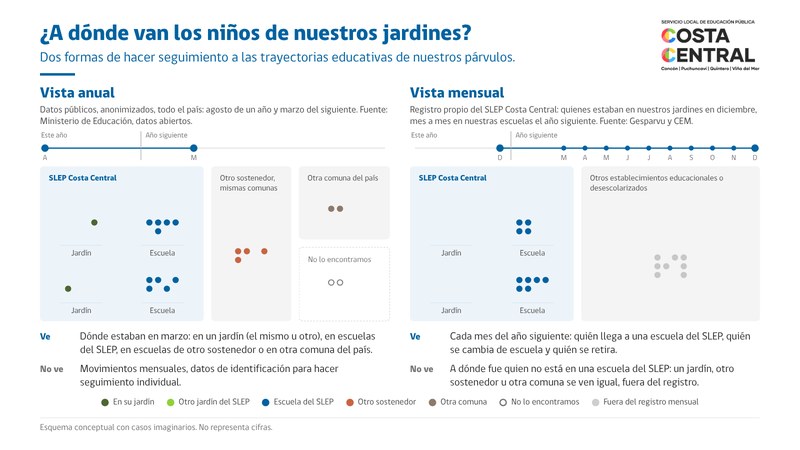 ¿A dónde van los niños de nuestros jardines?
Dos formas de hacer seguimiento a las trayectorias educativas de nuestros párvulos.
SERVICIO LOCAL DE EDUCACIÓN PÚBLICA
COSTA
CENTRAL
Concón | Puchuncaví | Quintero | Viña del Mar
Vista anual
Datos públicos, anonimizados, todo el país: agosto de un año y marzo del siguiente. Fuente:
Ministerio de Educación, datos abiertos.
Este año
Año siguiente
A
M
SLEP Costa Central
Jardín
Escuela
Jardín
Escuela
Otro sostenedor,
mismas comunas
Otra comuna del país
No lo encontramos
Ve
Dónde estaban en marzo: en un jardín (el mismo u otro), en escuelas
del SLEP, en escuelas de otro sostenedor o en otra comuna del país.
No ve
Movimientos mensuales, datos de identificación para hacer
seguimiento individual.
Vista mensual
Registro propio del SLEP Costa Central: quienes estaban en nuestros jardines en diciembre,
mes a mes en nuestras escuelas el año siguiente. Fuente: Gesparvu y CEM.
Este año
Año siguiente
D
M
A
M
J
J
A
S
O
N
D
SLEP Costa Central
Jardín
Escuela
Jardín
Escuela
Otros establecimientos educacionales o
desescolarizados
Ve
Cada mes del año siguiente: quién llega a una escuela del SLEP, quién
se cambia de escuela y quién se retira.
No ve
A dónde fue quien no está en una escuela del SLEP: un jardín, otro
sostenedor u otra comuna se ven igual, fuera del registro.
En su jardín
Otro jardín del SLEP
Escuela del SLEP
Otro sostenedor
Otra comuna
No lo encontramos
Fuera del registro mensual
Esquema conceptual con casos imaginarios. No representa cifras.